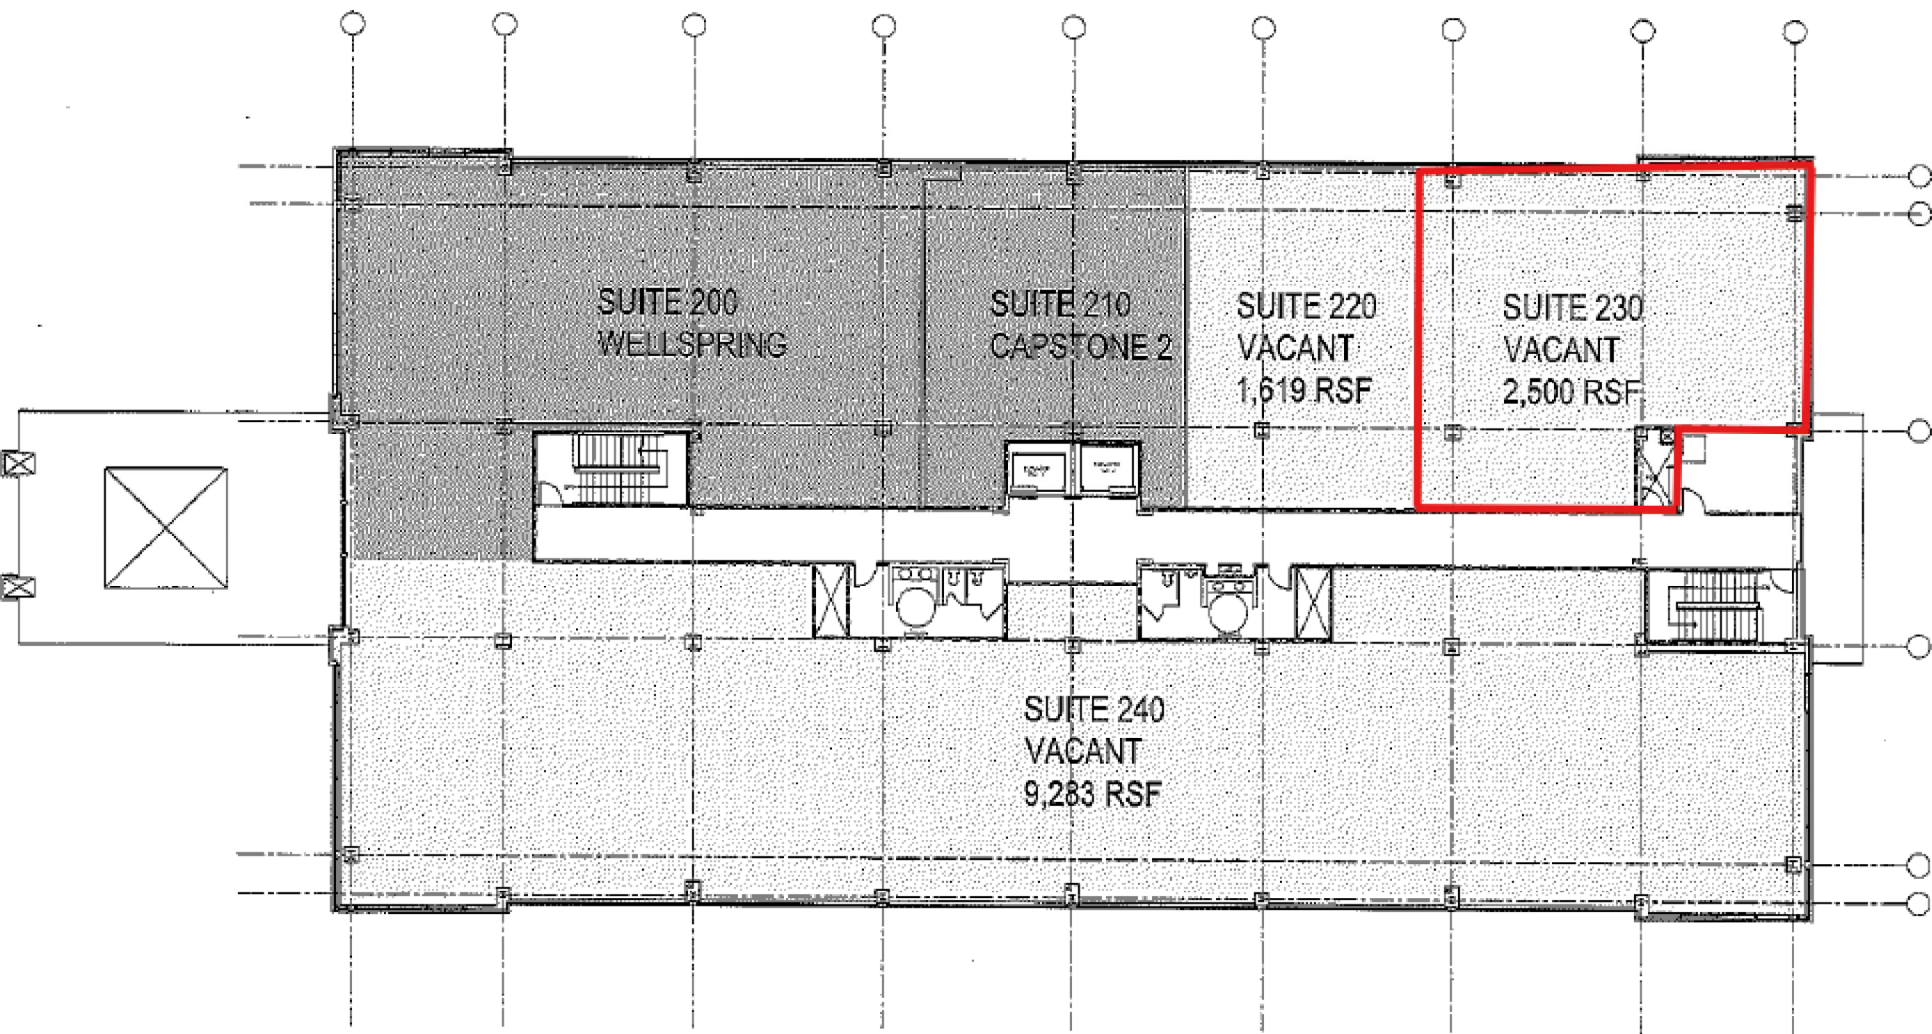 SUITE 200
WELLSPRING
SUITE 210
CAPSTONE 2
SUITE 220
VACANT
1,619 RSF
SUITE 230
VACANT
2,500 RSF
SUITE 240
VACANT
9,283 RSF